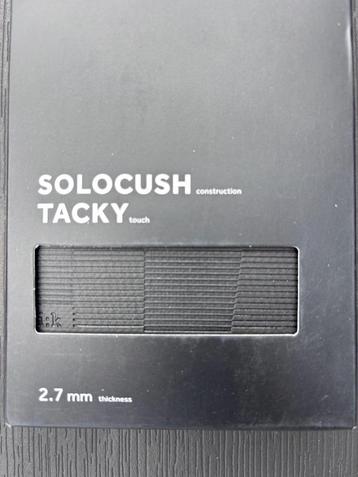 SOLOCUSH construction
TACKY touch
2.7 mm thickness